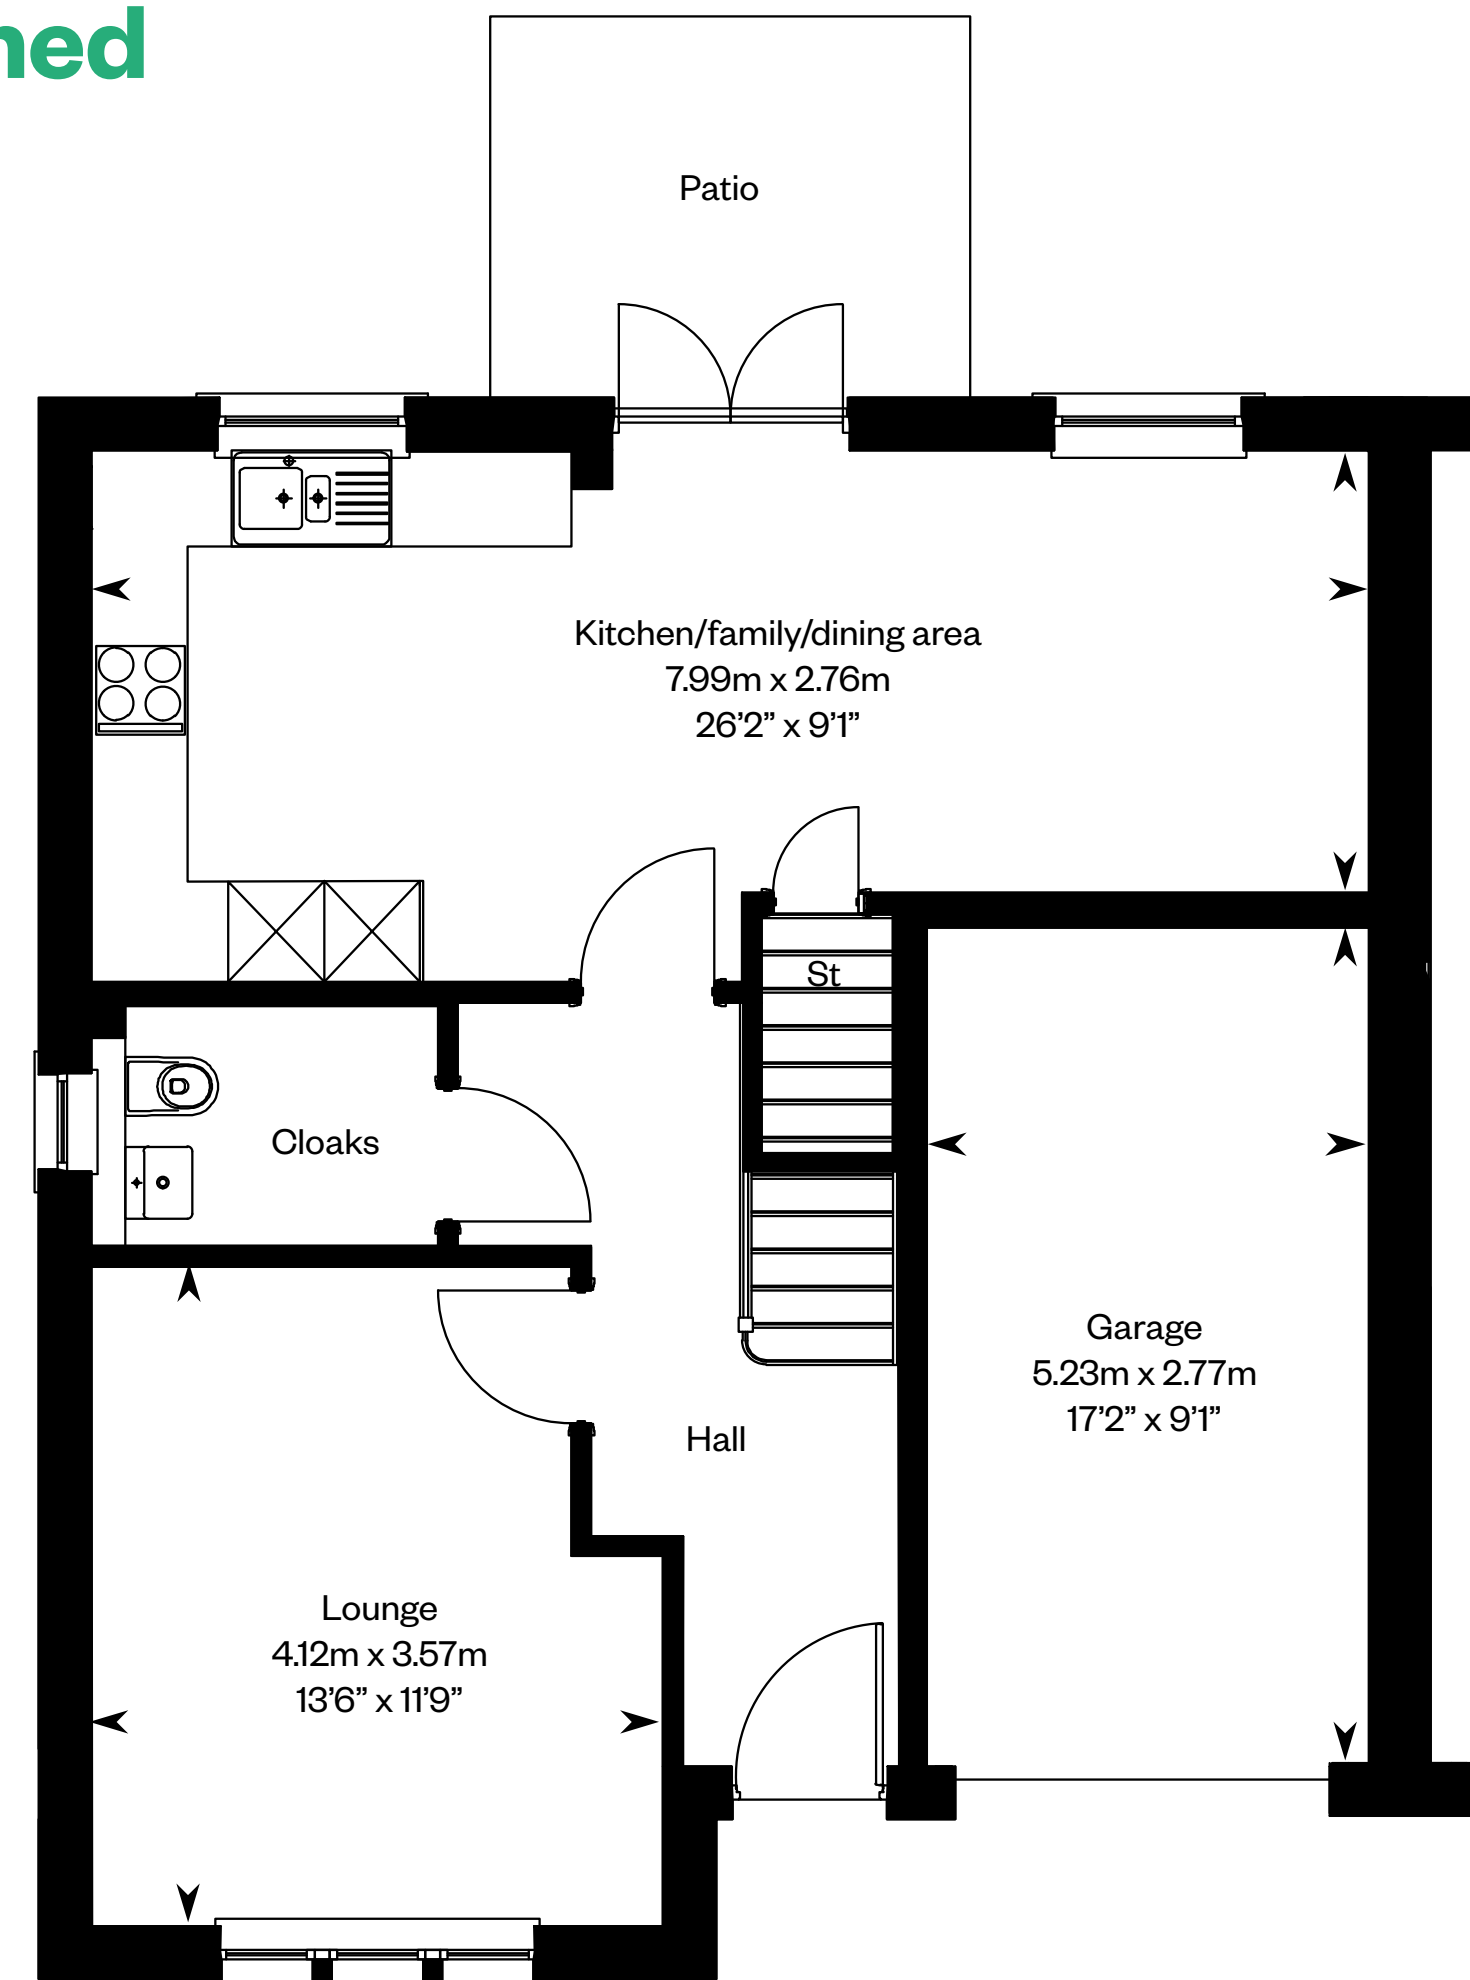 Patio
Kitchen/family/dining area
7.99m x 2.76m
26’2” x 9’1”
St
Cloaks
Garage
5.23m x 2.77m
17’2” x 9’1”
Hall
Lounge
4.12m x 3.57m
13’6” x 11’9”